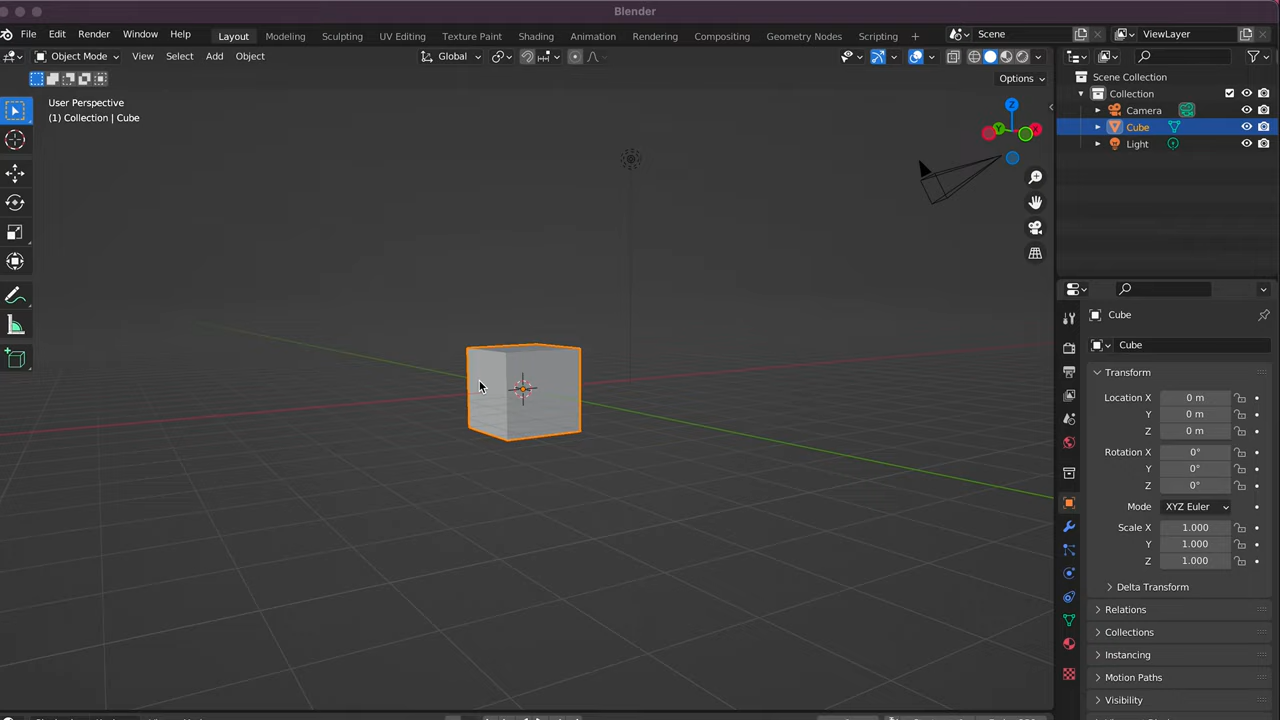 Blender
File Edit Render Window Help Layout Modeling Sculpting UV Editing Texture Paint Shading Animation Rendering Compositing Geometry Nodes Scripting + Scene ViewLayer
Object Mode View Select Add Object Global
Options
User Perspective
(1) Collection | Cube
Z
Y
X
Scene Collection
Collection
Camera
Cube
Light
Cube
Cube
Transform
Location X 0 m
Y 0 m
Z 0 m
Rotation X 0°
Y 0°
Z 0°
Mode XYZ Euler
Scale X 1.000
Y 1.000
Z 1.000
Delta Transform
Relations
Collections
Instancing
Motion Paths
Visibility